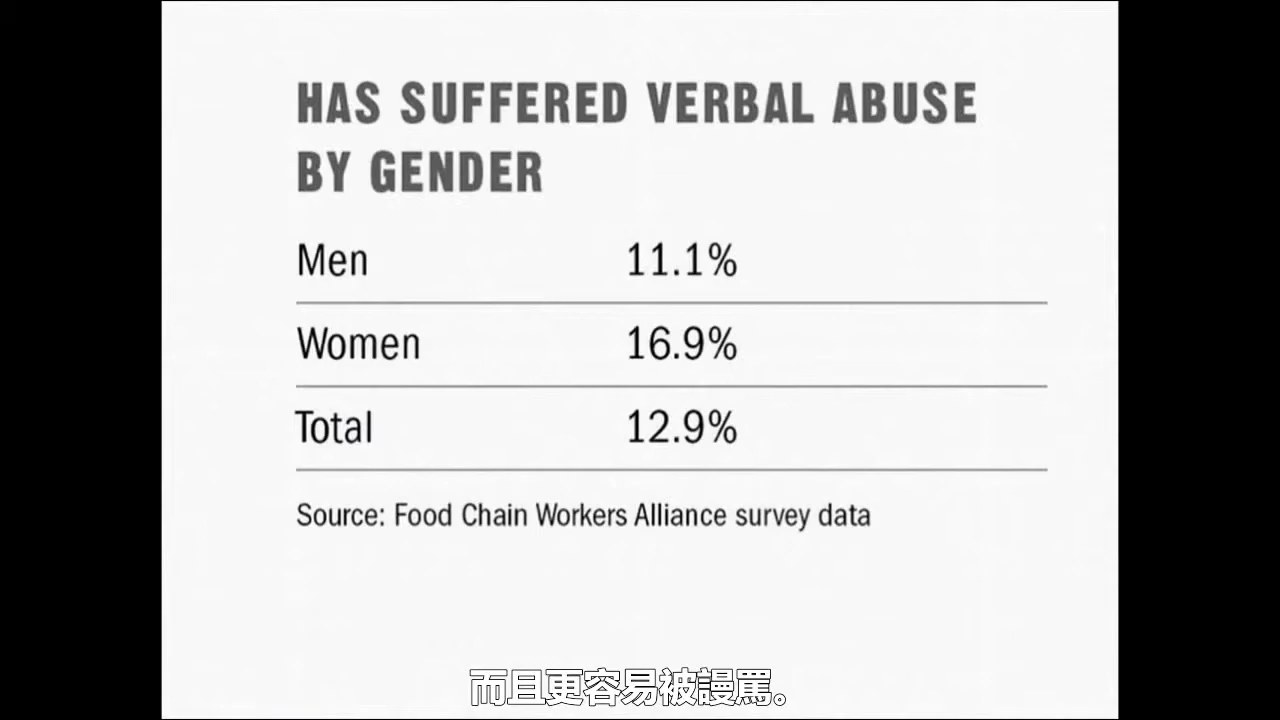 HAS SUFFERED VERBAL ABUSE
BY GENDER
Men 11.1%
Women 16.9%
Total 12.9%
Source: Food Chain Workers Alliance survey data
而且更容易被謾罵。